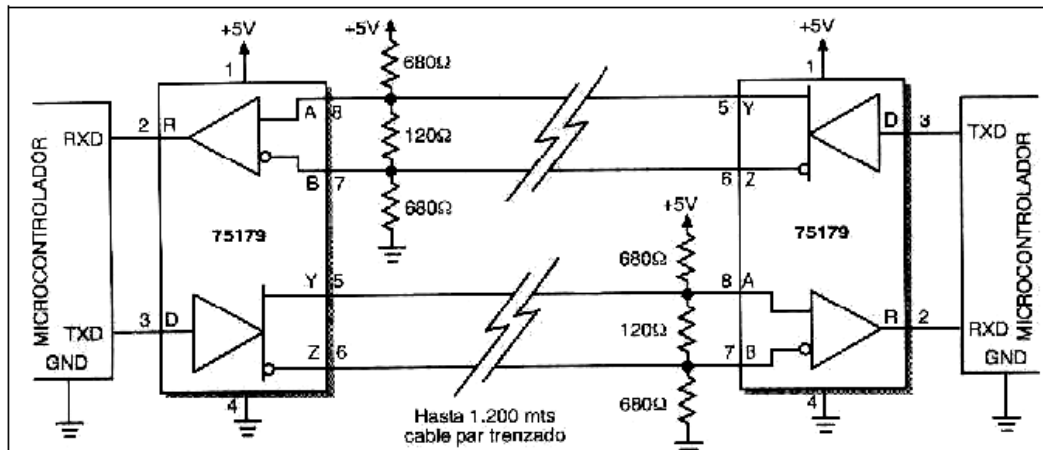 +5V
+5V
+5V
1
680Ω
1
MICROCONTROLADOR
RXD
2
R
A
8
120Ω
5
Y
D
3
TXD
MICROCONTROLADOR
B
7
6
Z
680Ω
+5V
75179
75179
680Ω
Y
5
8
A
TXD
3
D
120Ω
R
2
RXD
Z
6
7
B
GND
GND
4
680Ω
4
Hasta 1.200 mts
cable par trenzado